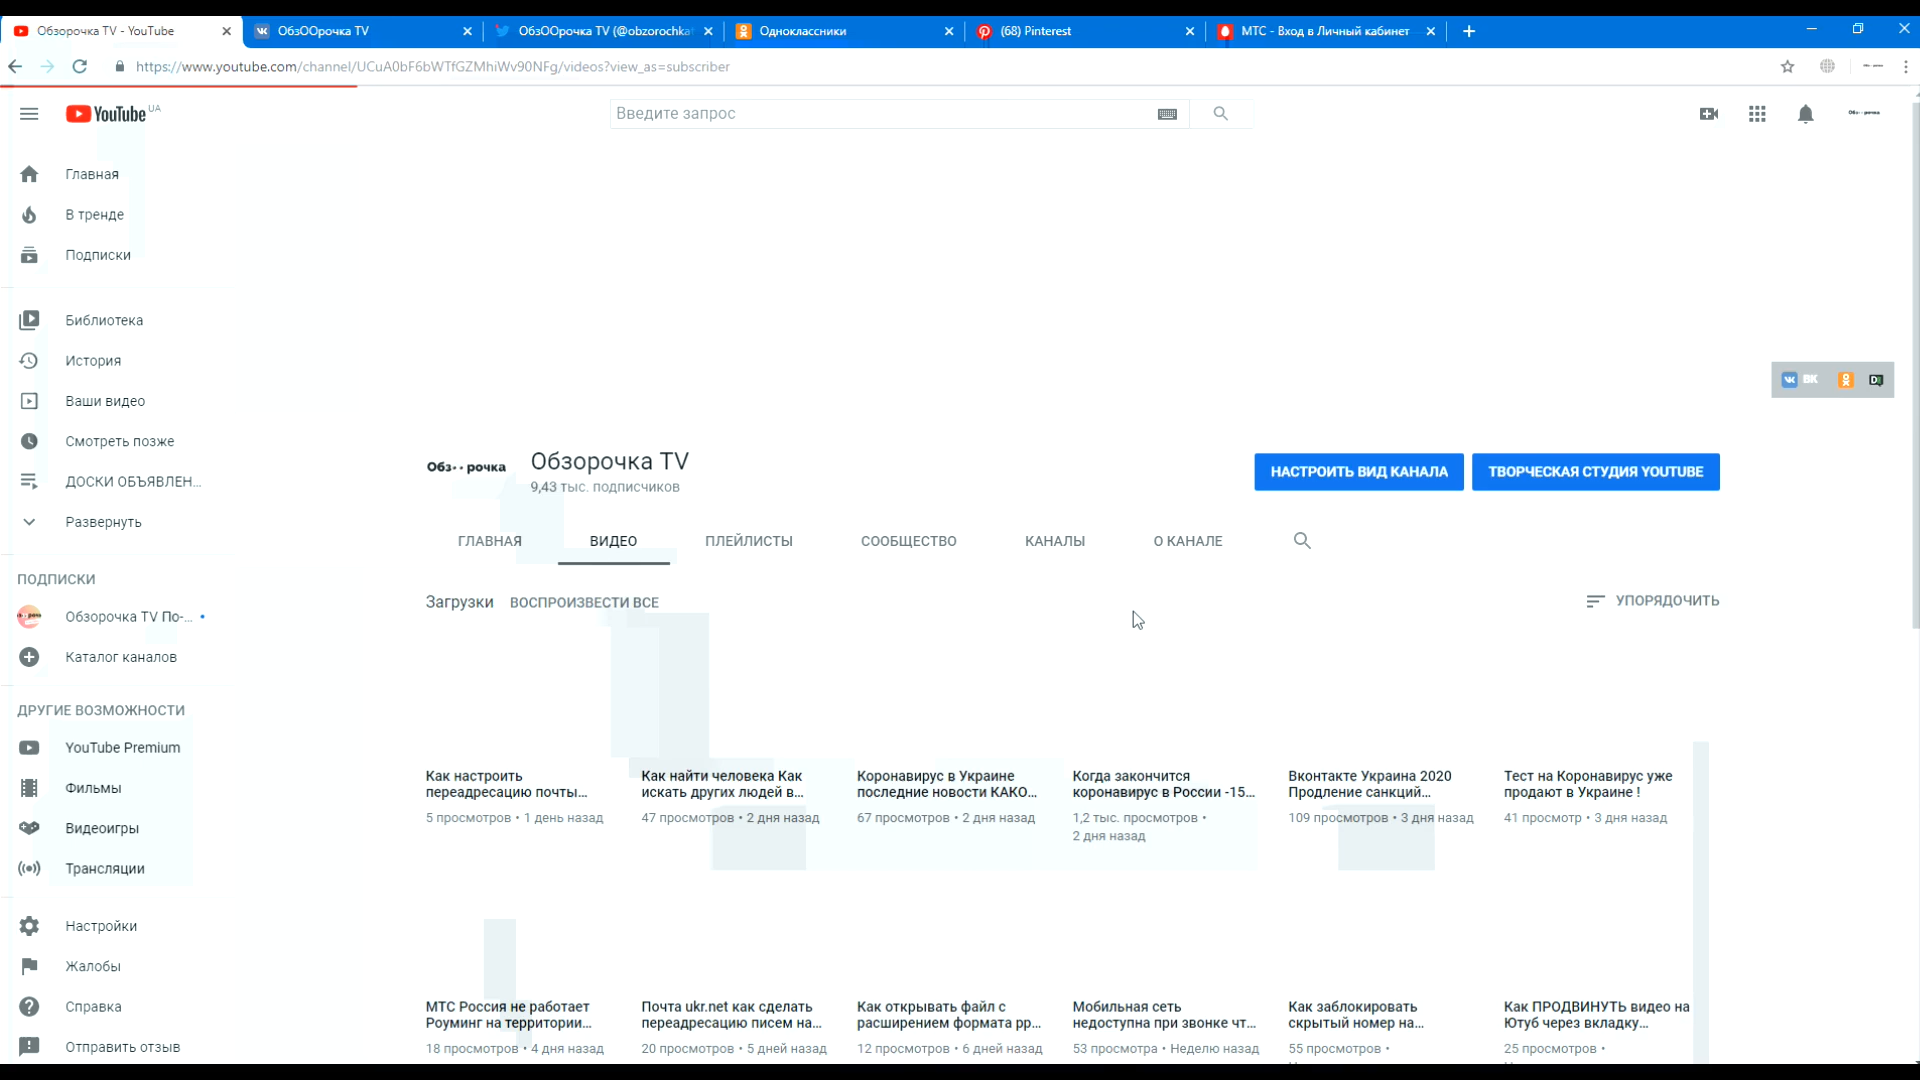 Обзорочка TV - YouTube
ОбзООрочка TV
ОбзООрочка TV (@obzorochkat
Одноклассники
(68) Pinterest
МТС - Вход в Личный кабинет
https://www.youtube.com/channel/UCuA0bF6bWTfGZMhiWv90NFg/videos?view_as=subscriber
YouTube UA
Введите запрос
Главная
В тренде
Подписки
Библиотека
История
Ваши видео
Смотреть позже
ДОСКИ ОБЪЯВЛЕН...
Развернуть
ПОДПИСКИ
Обзорочка TV По-...
Каталог каналов
ДРУГИЕ ВОЗМОЖНОСТИ
YouTube Premium
Фильмы
Видеоигры
Трансляции
Настройки
Жалобы
Справка
Отправить отзыв
ВК
Обз··рочка
Обзорочка TV
9,43 тыс. подписчиков
НАСТРОИТЬ ВИД КАНАЛА
ТВОРЧЕСКАЯ СТУДИЯ YOUTUBE
ГЛАВНАЯ
ВИДЕО
ПЛЕЙЛИСТЫ
СООБЩЕСТВО
КАНАЛЫ
О КАНАЛЕ
Загрузки
ВОСПРОИЗВЕСТИ ВСЕ
УПОРЯДОЧИТЬ
Как настроить
переадресацию почты...
5 просмотров • 1 день назад
Как найти человека Как
искать других людей в...
47 просмотров • 2 дня назад
Коронавирус в Украине
последние новости КАКО...
67 просмотров • 2 дня назад
Когда закончится
коронавирус в России -15...
1,2 тыс. просмотров •
2 дня назад
Вконтакте Украина 2020
Продление санкций...
109 просмотров • 3 дня назад
Тест на Коронавирус уже
продают в Украине !
41 просмотр • 3 дня назад
МТС Россия не работает
Роуминг на территории...
18 просмотров • 4 дня назад
Почта ukr.net как сделать
переадресацию писем на...
20 просмотров • 5 дней назад
Как открывать файл с
расширением формата pp...
12 просмотров • 6 дней назад
Мобильная сеть
недоступна при звонке чт...
53 просмотра • Неделю назад
Как заблокировать
скрытый номер на...
55 просмотров •
Как ПРОДВИНУТЬ видео на
Ютуб через вкладку...
25 просмотров •